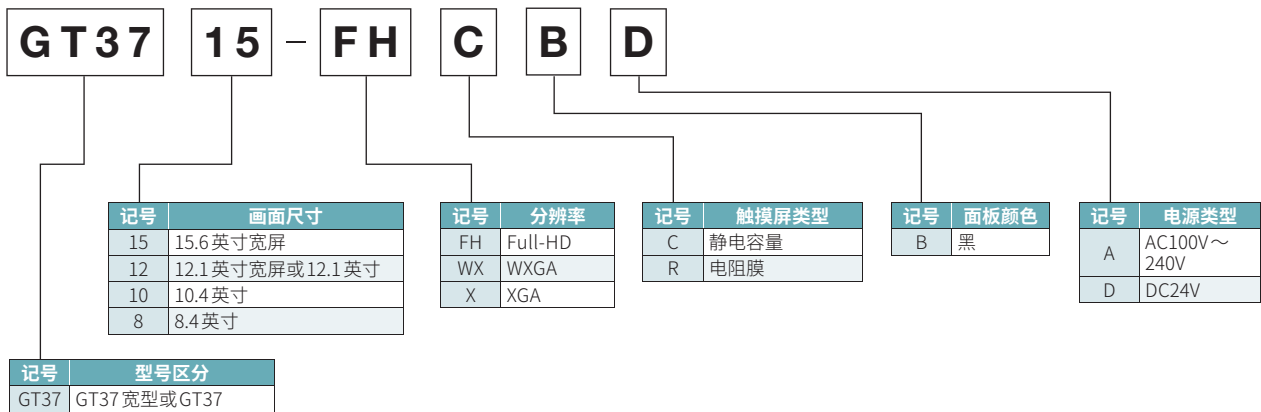 GT37 15 - FH C B D
记号 画面尺寸
15 15.6英寸宽屏
12 12.1英寸宽屏或12.1英寸
10 10.4英寸
8 8.4英寸
记号 分辨率
FH Full-HD
WX WXGA
X XGA
记号 触摸屏类型
C 静电容量
R 电阻膜
记号 面板颜色
B 黑
记号 电源类型
A AC100V～
240V
D DC24V
记号 型号区分
GT37 GT37宽型或GT37